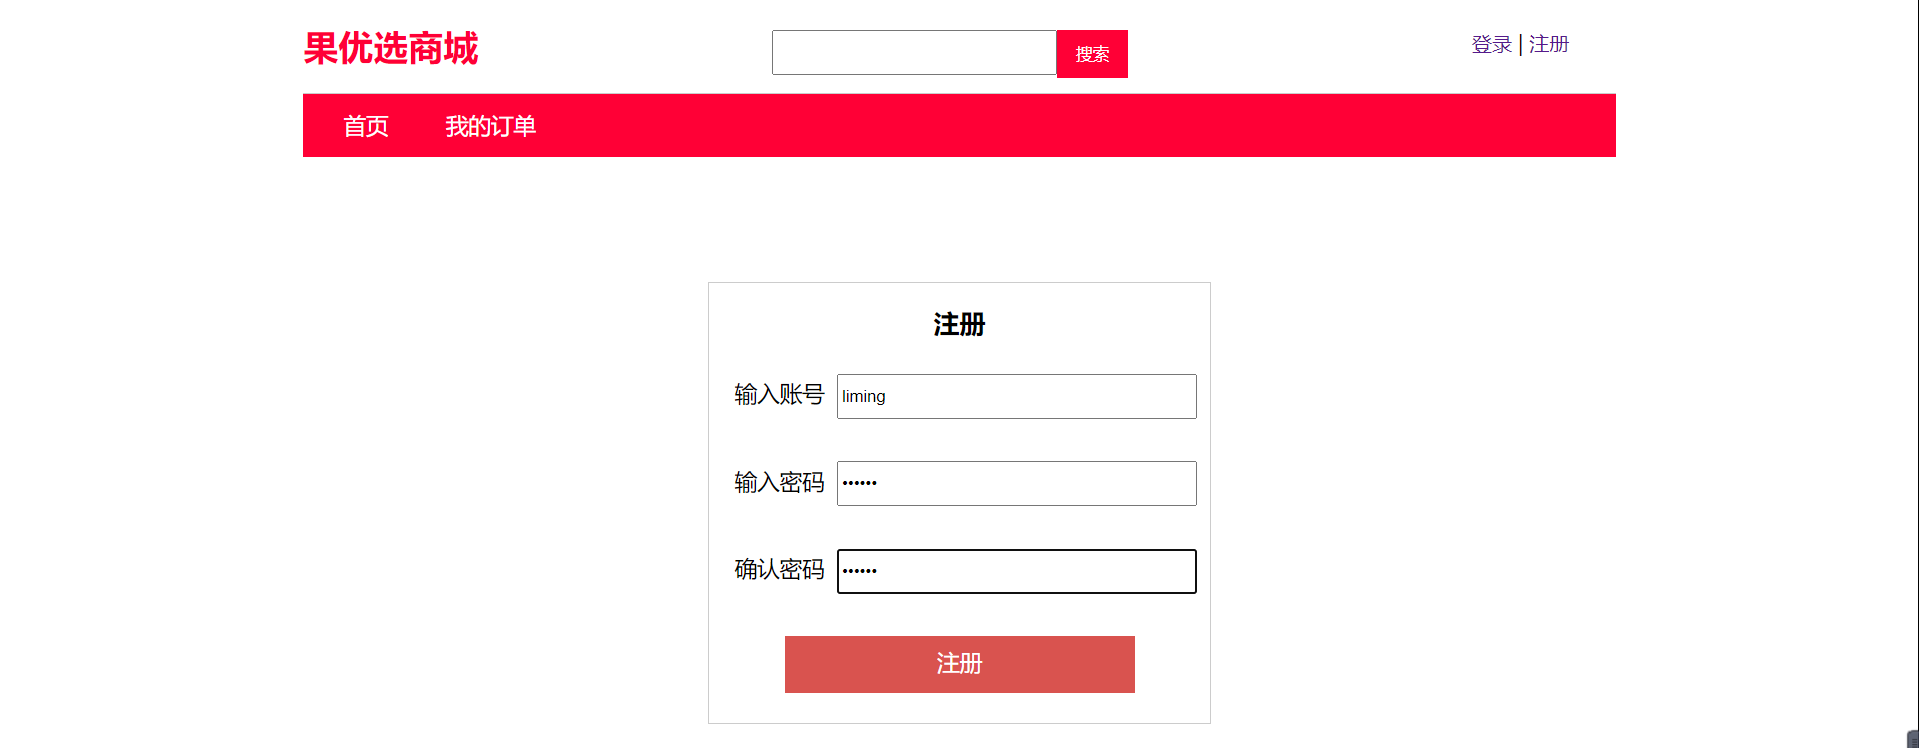 果优选商城
搜索
登录 | 注册
首页 我的订单
注册
输入账号 liming
输入密码 ••••••
确认密码 ••••••
注册